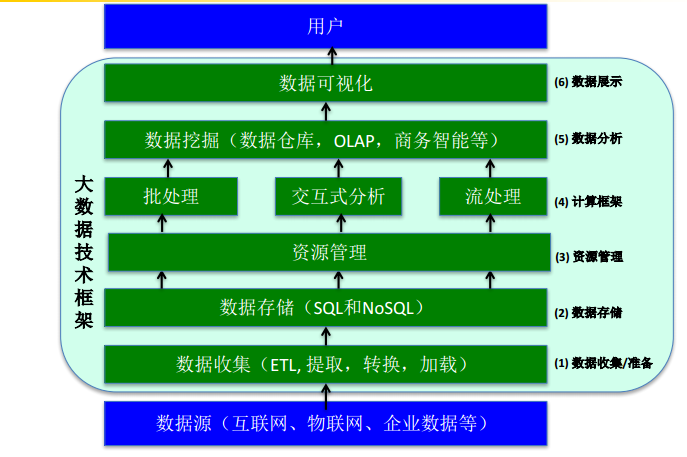 用户
数据可视化
(6) 数据展示
数据挖掘（数据仓库，OLAP，商务智能等）
(5) 数据分析
批处理
交互式分析
流处理
(4) 计算框架
资源管理
(3) 资源管理
数据存储（SQL和NoSQL）
(2) 数据存储
数据收集（ETL, 提取，转换，加载）
(1) 数据收集/准备
数据源（互联网、物联网、企业数据等）
大数据技术框架